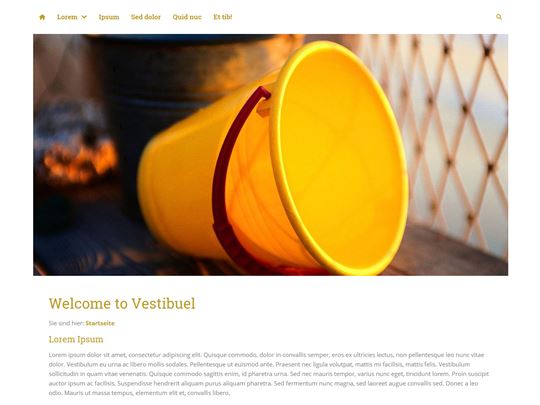 Lorem Ipsum Sed dolor Quid nuc Et tib!
Welcome to Vestibuel
Sie sind hier: Startseite
Lorem Ipsum
Lorem ipsum dolor sit amet, consectetur adipiscing elit. Quisque commodo, dolor in convallis semper, eros ex ultricies lectus, non pellentesque leo nunc vitae
dolor. Vestibulum eu urna ac libero mollis sodales. Pellentesque ut euismod ante. Praesent nec ligula volutpat, mattis mi facilisis, mattis felis. Vestibulum
sollicitudin in quam vitae venenatis. Quisque commodo sagittis enim, id pharetra urna. Sed nec mauris tempor, varius nunc eget, tincidunt lorem. Proin suscipit
auctor ipsum ac facilisis. Suspendisse hendrerit aliquam purus aliquam pharetra. Sed fermentum nunc magna, sed laoreet augue convallis sed. Donec a leo
odio. Mauris ut massa tempus, elementum elit et, convallis libero.